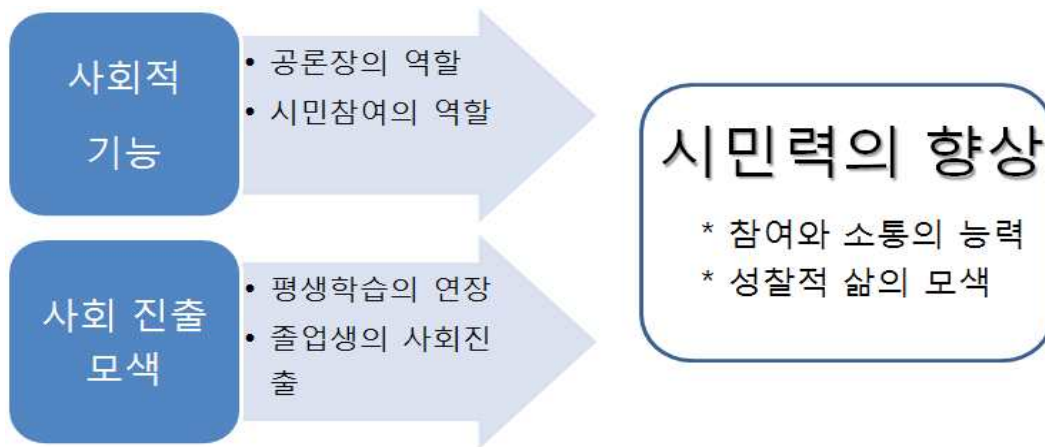 사회적
기능
• 공론장의 역할
• 시민참여의 역할
사회 진출
모색
• 평생학습의 연장
• 졸업생의 사회진
출
시민력의 향상
* 참여와 소통의 능력
* 성찰적 삶의 모색